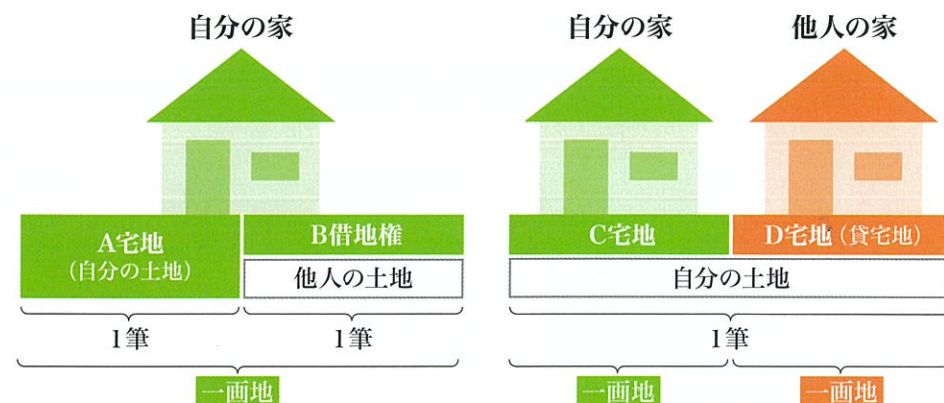 自分の家
A宅地
(自分の土地)
B借地権
他人の土地
1筆
1筆
一画地
自分の家
他人の家
C宅地
D宅地(貸宅地)
自分の土地
1筆
一画地
一画地